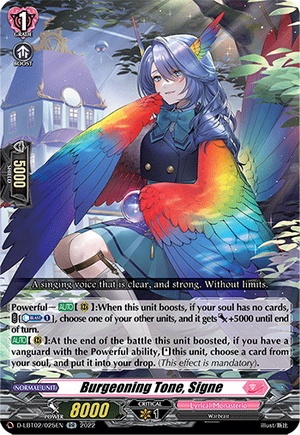 1
GRADE
BOOST
5000
SHIELD
A singing voice that is clear, and strong. Without limits.
Powerful - AUTO :When this unit boosts, if your soul has no cards,
choose one of your other units, and it gets +5000 until end
of turn.
AUTO :At the end of the battle this unit boosted, if you have a
vanguard with the Powerful ability, this unit, choose a card from
your soul, and put it into your drop. (This effect is mandatory).
NORMAL UNIT
Burgeoning Tone, Signe
Lyrical Monasterio
Warbeast
POWER 8000
CRITICAL 1
D-LBT02/025EN RR 2022